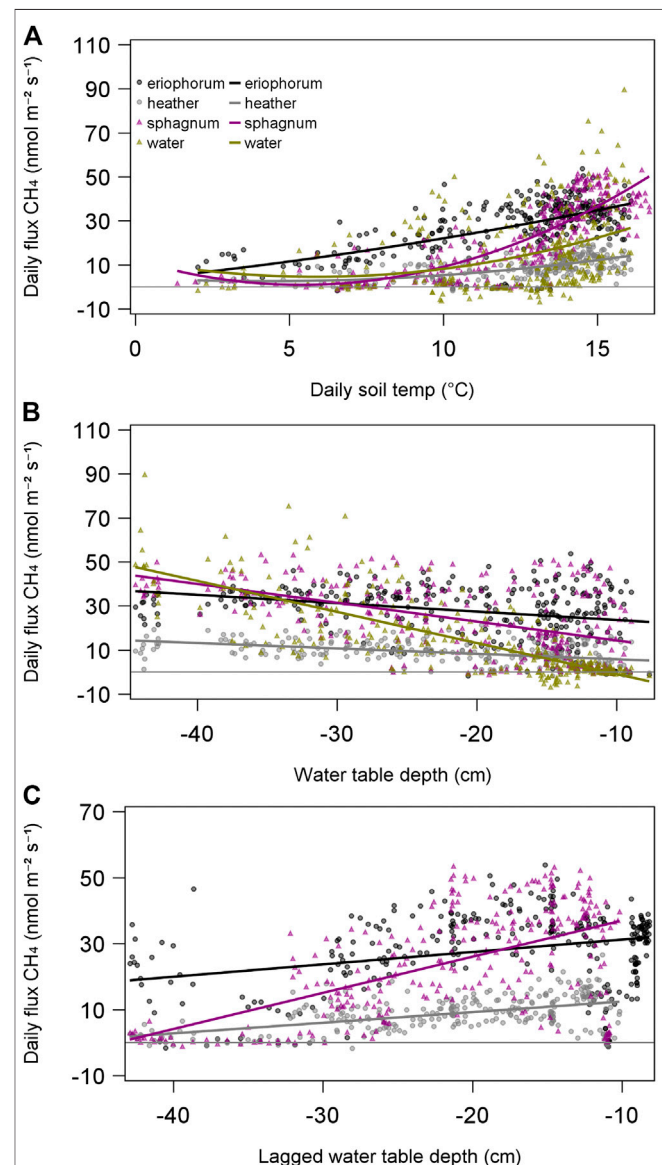 A
Daily flux CH₄ (nmol m⁻² s⁻¹)
110
90
70
50
30
10
-10
eriophorum eriophorum
heather heather
sphagnum sphagnum
water water
0 5 10 15
Daily soil temp (°C)
B
Daily flux CH₄ (nmol m⁻² s⁻¹)
110
90
70
50
30
10
-10
-40 -30 -20 -10
Water table depth (cm)
C
Daily flux CH₄ (nmol m⁻² s⁻¹)
70
50
30
10
-10
-40 -30 -20 -10
Lagged water table depth (cm)